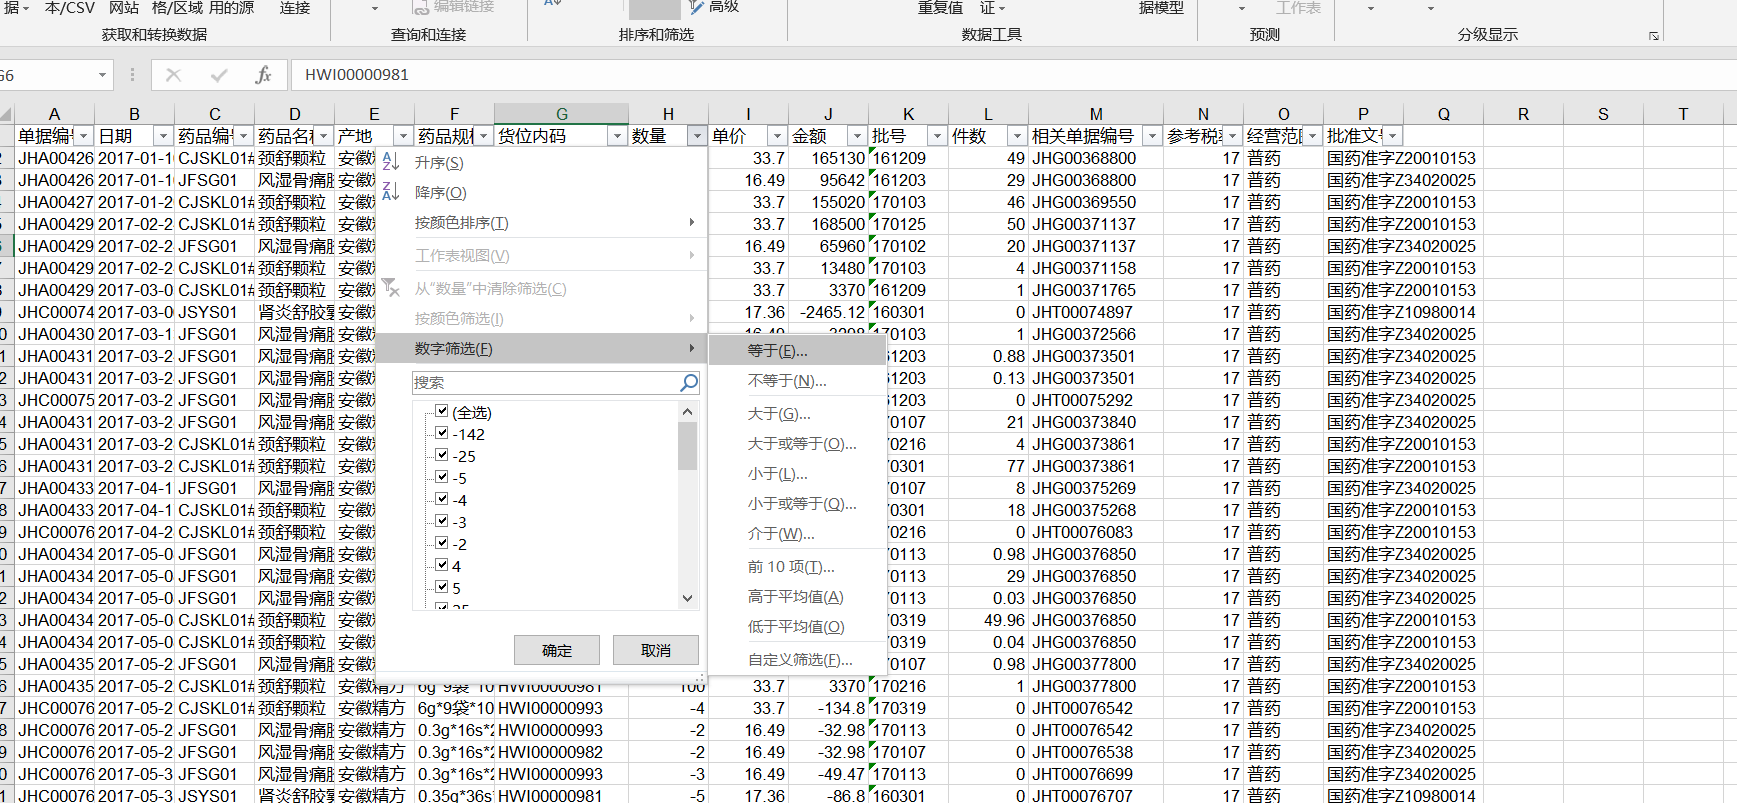 据 本/CSV 网站 格/区域 用的源 连接 编辑链接 高级 重复值 证 据模型 工作表
获取和转换数据 查询和连接 排序和筛选 数据工具 预测 分级显示
G6 fx HWI00000981
A B C D E F G H I J K L M N O P Q R S T
单据编号 日期 药品编号 药品名称 产地 药品规格 货位内码 数量 单价 金额 批号 件数 相关单据编号 参考税率 经营范围 批准文号
JHA00426 2017-01-10 CJSKL01# 颈舒颗粒 安徽 33.7 165130 161209 49 JHG00368800 17 普药 国药准字Z20010153
JHA00426 2017-01-10 JFSG01 风湿骨痛 安徽 16.49 95642 161203 29 JHG00368800 17 普药 国药准字Z34020025
JHA00427 2017-01-2 CJSKL01# 颈舒颗粒 安徽 33.7 155020 170103 46 JHG00369550 17 普药 国药准字Z20010153
JHA00429 2017-02-2 CJSKL01# 颈舒颗粒 安徽 33.7 168500 170125 50 JHG00371137 17 普药 国药准字Z20010153
JHA00429 2017-02-2 JFSG01 风湿骨痛 安徽 16.49 65960 170102 20 JHG00371137 17 普药 国药准字Z34020025
JHA00429 2017-02-2 CJSKL01# 颈舒颗粒 安徽 33.7 13480 170103 4 JHG00371158 17 普药 国药准字Z20010153
JHA00429 2017-03-0 CJSKL01# 颈舒颗粒 安徽 33.7 3370 161209 1 JHG00371765 17 普药 国药准字Z20010153
JHC00074 2017-03-0 JSYS01 肾炎舒胶 安徽 17.36 -2465.12 160301 0 JHT00074897 17 普药 国药准字Z10980014
JHA00430 2017-03-1 JFSG01 风湿骨痛 安徽 16.49 3298 170103 1 JHG00372566 17 普药 国药准字Z34020025
JHA00431 2017-03-2 JFSG01 风湿骨痛 安徽 61203 0.88 JHG00373501 17 普药 国药准字Z34020025
JHA00431 2017-03-2 JFSG01 风湿骨痛 安徽 61203 0.13 JHG00373501 17 普药 国药准字Z34020025
JHC00075 2017-03-2 JFSG01 风湿骨痛 安徽 61203 0 JHT00075292 17 普药 国药准字Z34020025
JHA00431 2017-03-2 JFSG01 风湿骨痛 安徽 70107 21 JHG00373840 17 普药 国药准字Z34020025
JHA00431 2017-03-2 CJSKL01# 颈舒颗粒 安徽 70216 4 JHG00373861 17 普药 国药准字Z20010153
JHA00431 2017-03-2 CJSKL01# 颈舒颗粒 安徽 70301 77 JHG00373861 17 普药 国药准字Z20010153
JHA00433 2017-04-1 JFSG01 风湿骨痛 安徽 70107 8 JHG00375269 17 普药 国药准字Z34020025
JHA00433 2017-04-1 CJSKL01# 颈舒颗粒 安徽 70301 18 JHG00375268 17 普药 国药准字Z20010153
JHC00076 2017-04-2 CJSKL01# 颈舒颗粒 安徽 70216 0 JHT00076083 17 普药 国药准字Z20010153
JHA00434 2017-05-0 JFSG01 风湿骨痛 安徽 70113 0.98 JHG00376850 17 普药 国药准字Z34020025
JHA00434 2017-05-0 JFSG01 风湿骨痛 安徽 70113 29 JHG00376850 17 普药 国药准字Z34020025
JHA00434 2017-05-0 JFSG01 风湿骨痛 安徽 70113 0.03 JHG00376850 17 普药 国药准字Z34020025
JHA00434 2017-05-0 CJSKL01# 颈舒颗粒 安徽 70319 49.96 JHG00376850 17 普药 国药准字Z20010153
JHA00434 2017-05-0 CJSKL01# 颈舒颗粒 安徽 70319 0.04 JHG00376850 17 普药 国药准字Z20010153
JHA00435 2017-05-2 JFSG01 风湿骨痛 安徽 70107 0.98 JHG00377800 17 普药 国药准字Z34020025
JHA00435 2017-05-2 CJSKL01# 颈舒颗粒 安徽精方 6g*9袋*10 HWI00000981 100 33.7 3370 170216 1 JHG00377800 17 普药 国药准字Z20010153
JHC00076 2017-05-2 CJSKL01# 颈舒颗粒 安徽精方 6g*9袋*10 HWI00000993 -4 33.7 -134.8 170319 0 JHT00076542 17 普药 国药准字Z20010153
JHC00076 2017-05-2 JFSG01 风湿骨痛 安徽精方 0.3g*16s*2 HWI00000993 -2 16.49 -32.98 170113 0 JHT00076542 17 普药 国药准字Z34020025
JHC00076 2017-05-2 JFSG01 风湿骨痛 安徽精方 0.3g*16s*2 HWI00000982 -2 16.49 -32.98 170107 0 JHT00076538 17 普药 国药准字Z34020025
JHC00076 2017-05-3 JFSG01 风湿骨痛 安徽精方 0.3g*16s*2 HWI00000993 -3 16.49 -49.47 170113 0 JHT00076699 17 普药 国药准字Z34020025
JHC00076 2017-05-3 JSYS01 肾炎舒胶 安徽精方 0.35g*36s* HWI00000981 -5 17.36 -86.8 160301 0 JHT00076707 17 普药 国药准字Z10980014
升序(S)
降序(O)
按颜色排序(T)
工作表视图(V)
从"数量"中清除筛选(C)
按颜色筛选(I)
数字筛选(F)
搜索
(全选)
-142
-25
-5
-4
-3
-2
4
5
25
确定 取消
等于(E)...
不等于(N)...
大于(G)...
大于或等于(O)...
小于(L)...
小于或等于(Q)...
介于(W)...
前 10 项(T)...
高于平均值(A)
低于平均值(O)
自定义筛选(F)...